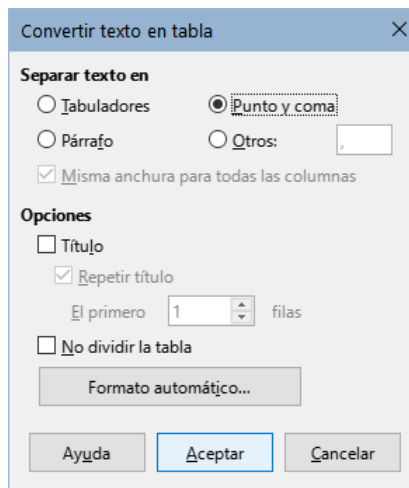 Convertir texto en tabla
Separar texto en
Tabuladores Punto y coma
Párrafo Otros: ,
Misma anchura para todas las columnas
Opciones
Título
Repetir título
El primero 1 filas
No dividir la tabla
Formato automático...
Ayuda Aceptar Cancelar